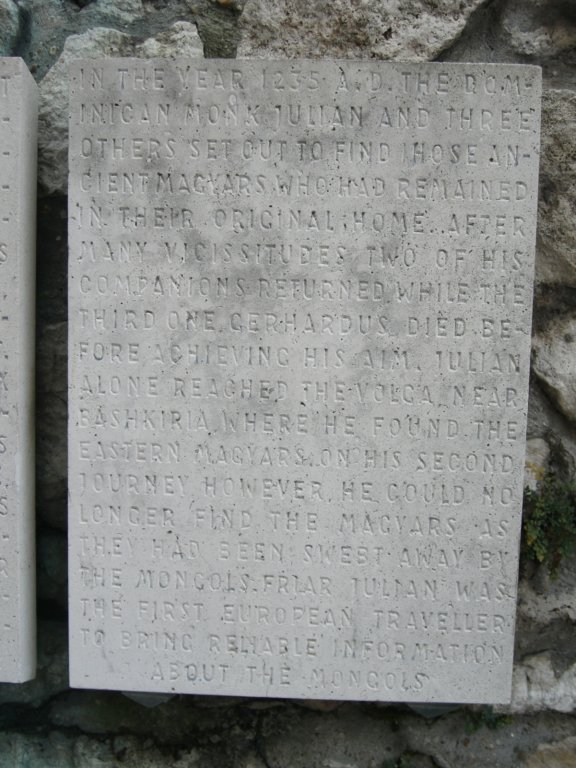 IN THE YEAR 1235 A.D. THE DOM-
INICAN MONK JULIAN AND THREE
OTHERS SET OUT TO FIND THOSE AN-
CIENT MAGYARS WHO HAD REMAINED
IN THEIR ORIGINAL HOME. AFTER
MANY VICISSITUDES TWO OF HIS
COMPANIONS RETURNED WHILE THE
THIRD ONE, GERHARDUS, DIED BE-
FORE ACHIEVING HIS AIM. JULIAN
ALONE REACHED THE VOLGA NEAR
BASHKIRIA WHERE HE FOUND THE
EASTERN MAGYARS. ON HIS SECOND
JOURNEY HOWEVER, HE COULD NO
LONGER FIND THE MAGYARS AS
THEY HAD BEEN SWEBT AWAY BY
THE MONGOLS. FRIAR JULIAN WAS
THE FIRST EUROPEAN TRAVELLER
TO BRING RELIABLE INFORMATION
ABOUT THE MONGOLS